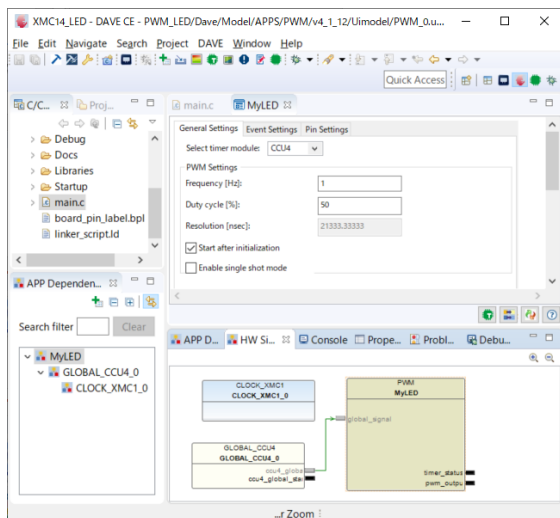 XMC14_LED - DAVE CE - PWM_LED/Dave/Model/APPS/PWM/v4_1_12/Uimodel/PWM_0.u...
File Edit Navigate Search Project DAVE Window Help
Quick Access
C/C... Proj...
Debug
Docs
Libraries
Startup
main.c
board_pin_label.bpl
linker_script.ld
main.c MyLED
General Settings Event Settings Pin Settings
Select timer module: CCU4
PWM Settings
Frequency [Hz]: 1
Duty cycle [%]: 50
Resolution [nsec]: 21333.33333
Start after initialization
Enable single shot mode
APP Dependen...
Search filter Clear
MyLED
GLOBAL_CCU4_0
CLOCK_XMC1_0
APP D... HW Si... Console Prope... Probl... Debu...
CLOCK_XMC1
CLOCK_XMC1_0
PWM
MyLED
global_signal
GLOBAL_CCU4
GLOBAL_CCU4_0
ccu4_global
ccu4_global_sta
timer_status
pwm_outpu
...r Zoom